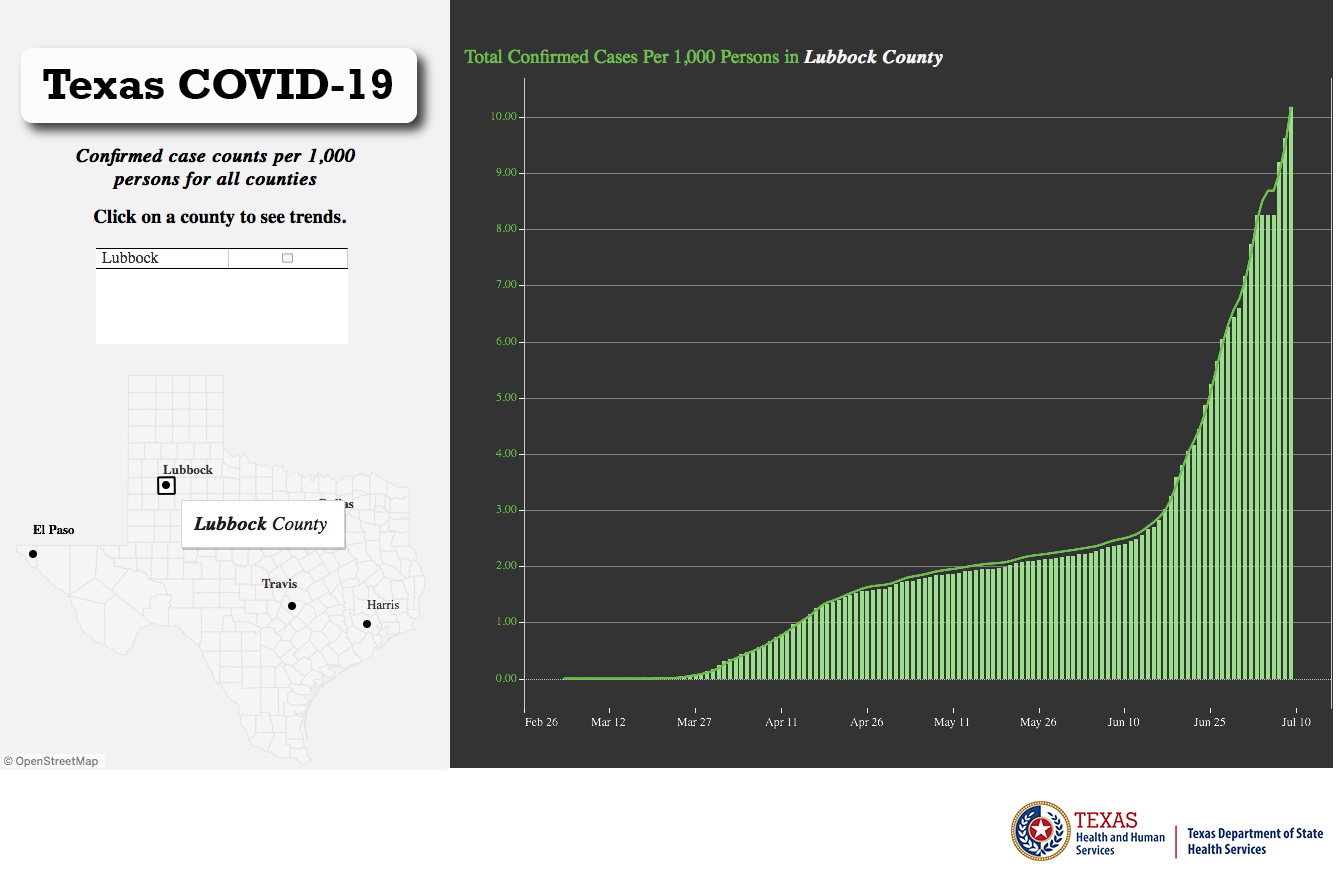 Texas COVID-19
Confirmed case counts per 1,000
persons for all counties
Click on a county to see trends.
Lubbock
Lubbock
Lubbock County
El Paso
Travis
Harris
© OpenStreetMap
Total Confirmed Cases Per 1,000 Persons in Lubbock County
10.00
9.00
8.00
7.00
6.00
5.00
4.00
3.00
2.00
1.00
0.00
Feb 26 Mar 12 Mar 27 Apr 11 Apr 26 May 11 May 26 Jun 10 Jun 25 Jul 10
TEXAS
Health and Human
Services
Texas Department of State
Health Services